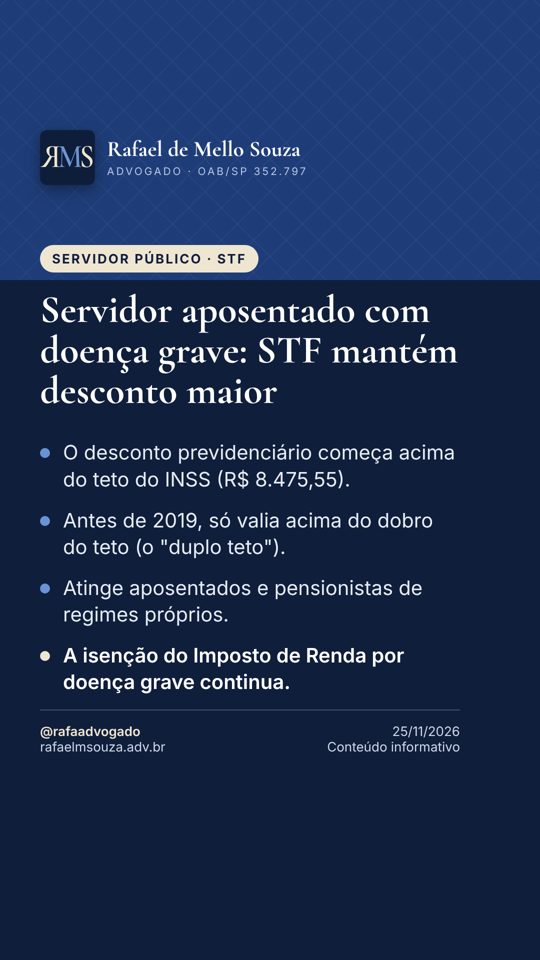 RMS
Rafael de Mello Souza
ADVOGADO · OAB/SP 352.797
SERVIDOR PÚBLICO · STF
Servidor aposentado com
doença grave: STF mantém
desconto maior
O desconto previdenciário começa acima
do teto do INSS (R$ 8.475,55).
Antes de 2019, só valia acima do dobro
do teto (o "duplo teto").
Atinge aposentados e pensionistas de
regimes próprios.
A isenção do Imposto de Renda por
doença grave continua.
@rafaadvogado
rafaelmsouza.adv.br
25/11/2026
Conteúdo informativo